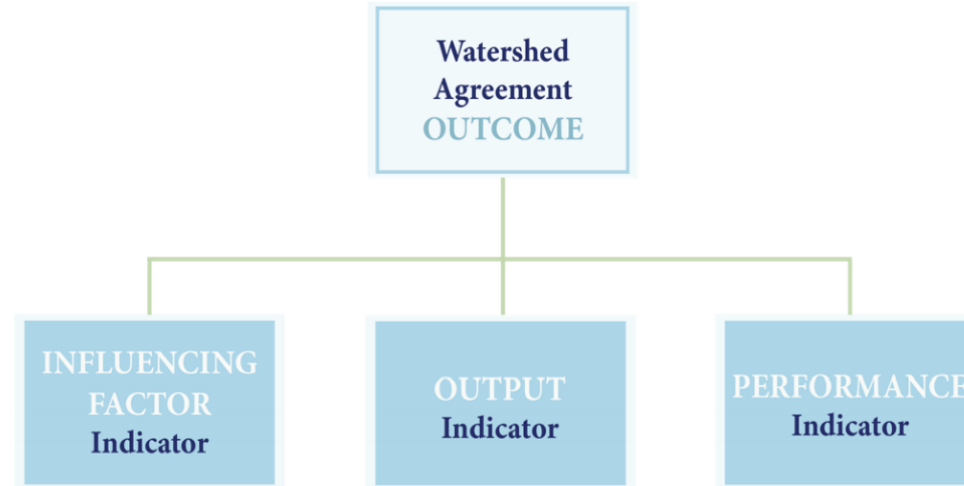 Watershed
Agreement
OUTCOME
INFLUENCING
FACTOR
Indicator
OUTPUT
Indicator
PERFORMANCE
Indicator